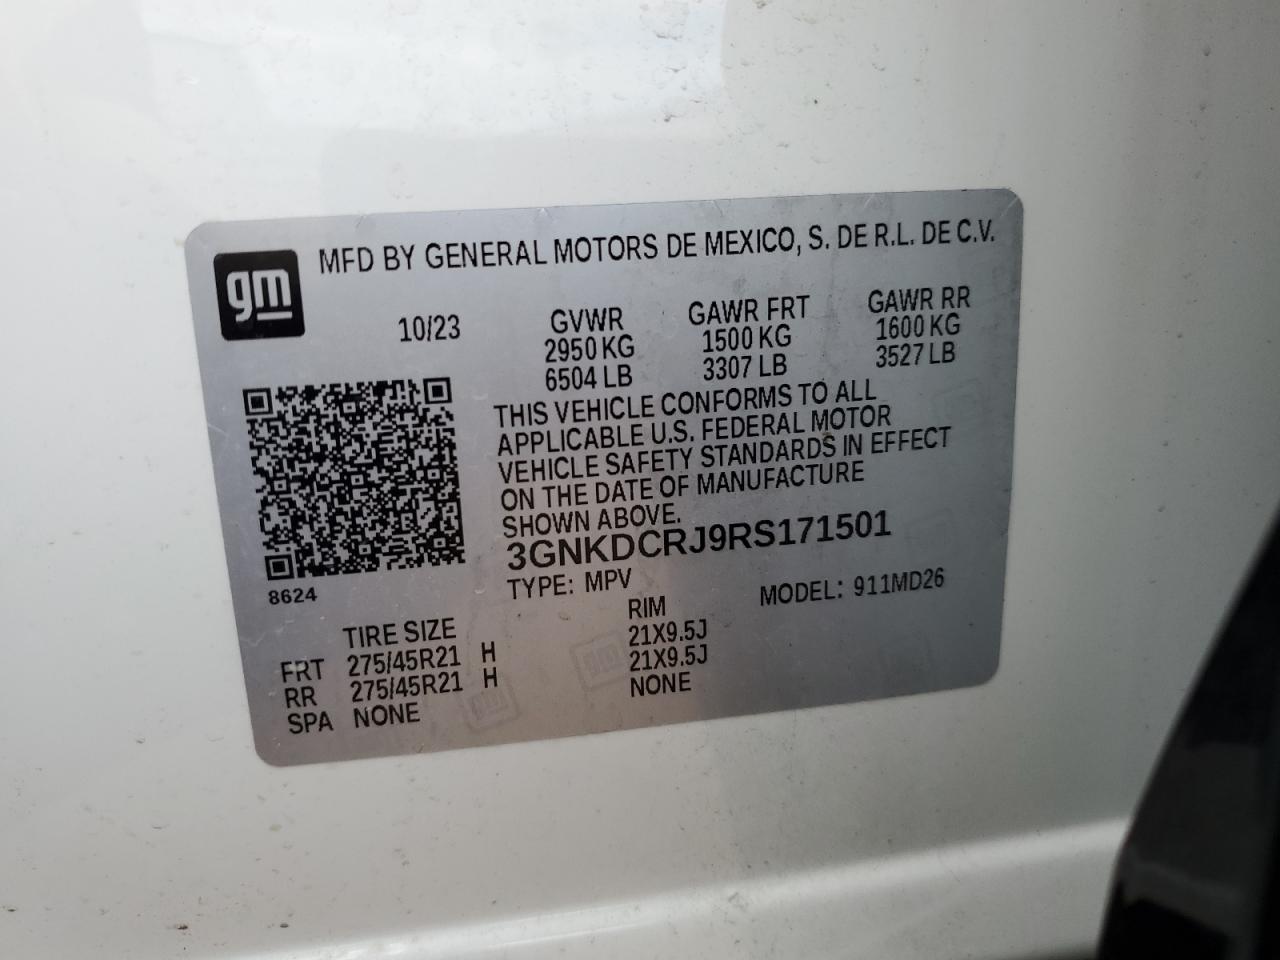 gm
MFD BY GENERAL MOTORS DE MEXICO, S. DE R.L. DE C.V.
10/23
GVWR GAWR FRT GAWR RR
2950 KG 1500 KG 1600 KG
6504 LB 3307 LB 3527 LB
THIS VEHICLE CONFORMS TO ALL
APPLICABLE U.S. FEDERAL MOTOR
VEHICLE SAFETY STANDARDS IN EFFECT
ON THE DATE OF MANUFACTURE
SHOWN ABOVE.
3GNKDCRJ9RS171501
8624
TYPE: MPV MODEL: 911MD26
TIRE SIZE RIM
FRT 275/45R21 H 21X9.5J
RR 275/45R21 H 21X9.5J
SPA NONE NONE